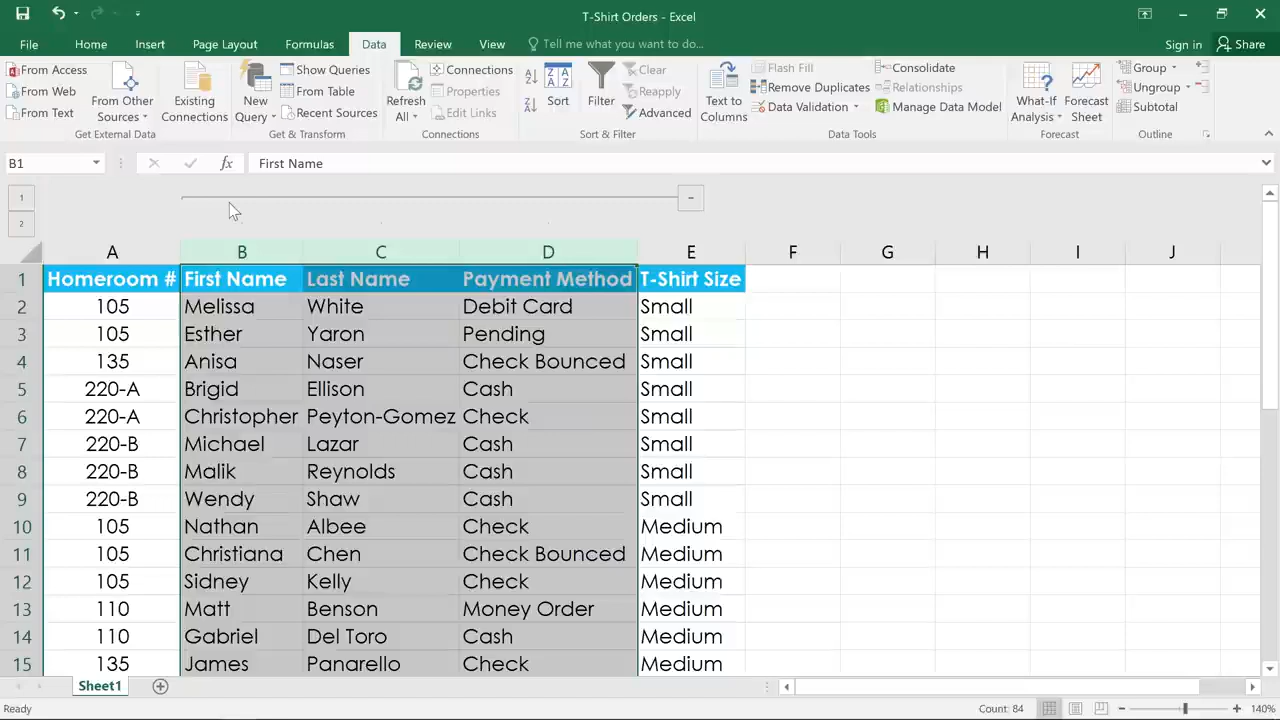 T-Shirt Orders - Excel
File Home Insert Page Layout Formulas Data Review View Tell me what you want to do... Sign in Share
From Access
From Web
From Text
From Other Sources
Existing Connections
Get External Data
New Query
Show Queries
From Table
Recent Sources
Get & Transform
Refresh All
Connections
Properties
Edit Links
Connections
Sort
Filter
Clear
Reapply
Advanced
Sort & Filter
Text to Columns
Flash Fill
Remove Duplicates
Data Validation
Consolidate
Relationships
Manage Data Model
Data Tools
What-If Analysis
Forecast Sheet
Forecast
Group
Ungroup
Subtotal
Outline
B1 fx First Name
1
2
A B C D E F G H I J
1 Homeroom # First Name Last Name Payment Method T-Shirt Size
2 105 Melissa White Debit Card Small
3 105 Esther Yaron Pending Small
4 135 Anisa Naser Check Bounced Small
5 220-A Brigid Ellison Cash Small
6 220-A Christopher Peyton-Gomez Check Small
7 220-B Michael Lazar Cash Small
8 220-B Malik Reynolds Cash Small
9 220-B Wendy Shaw Cash Small
10 105 Nathan Albee Check Medium
11 105 Christiana Chen Check Bounced Medium
12 105 Sidney Kelly Check Medium
13 110 Matt Benson Money Order Medium
14 110 Gabriel Del Toro Cash Medium
15 135 James Panarello Check Medium
Sheet1
Ready Count: 84 140%